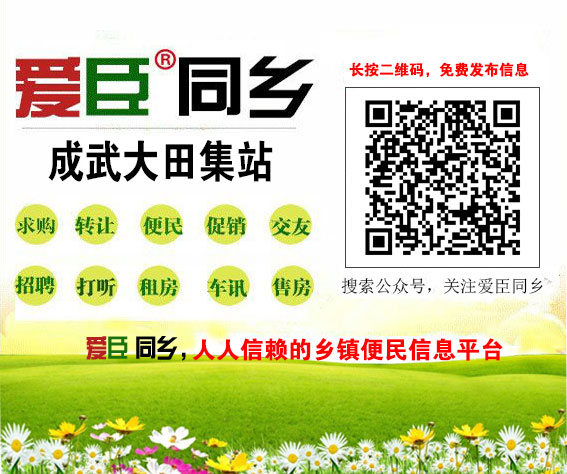 爱臣®同乡
成武大田集站
求购 转让 便民 促销 交友
招聘 打听 租房 车讯 售房
长按二维码，免费发布信息
搜索公众号，关注爱臣同乡
爱臣同乡，人人信赖的乡镇便民信息平台